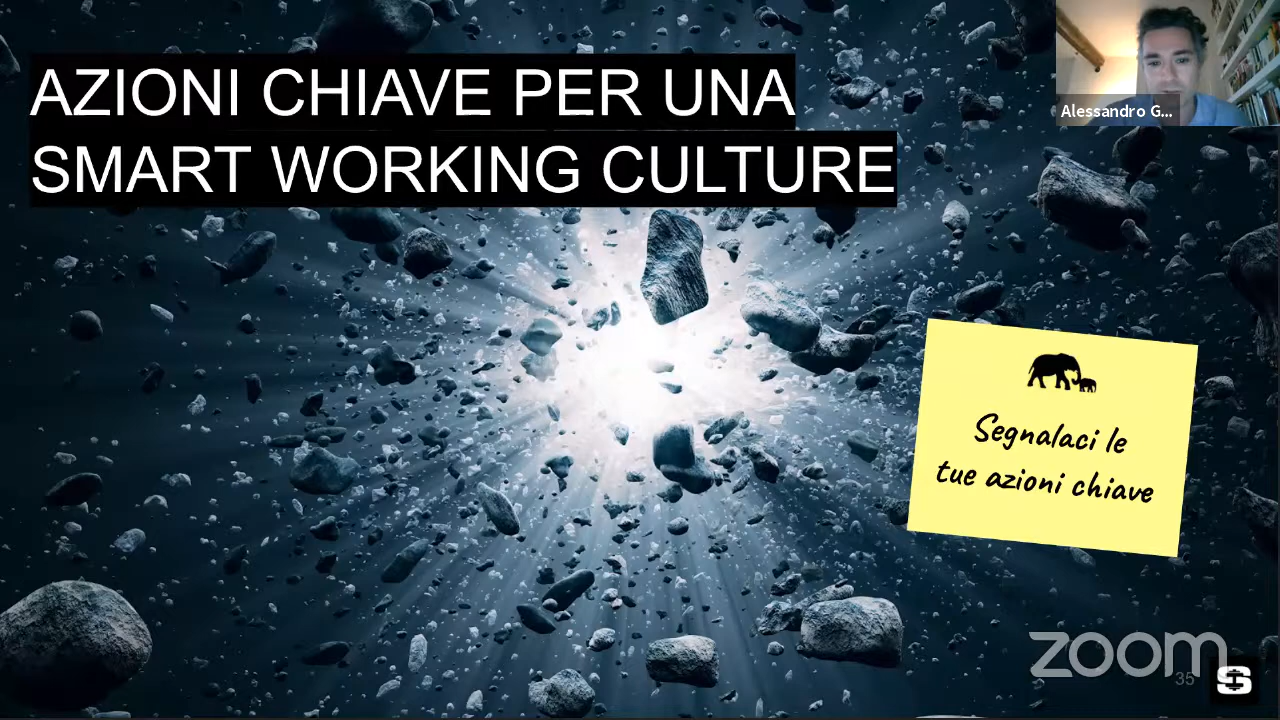 AZIONI CHIAVE PER UNA
SMART WORKING CULTURE
Alessandro G...
Segnalaci le
tue azioni chiave
zoom
35
S